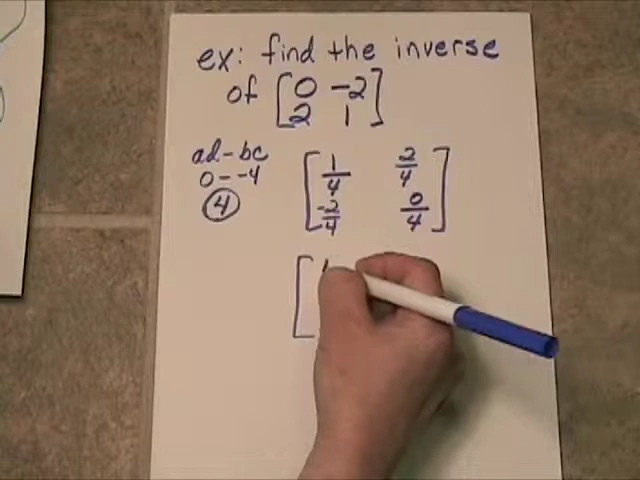 ex: find the inverse
of [ 0 -2
2 1 ]
ad - bc
0 - -4
4
[ 1/4 2/4
-2/4 0/4 ]
[